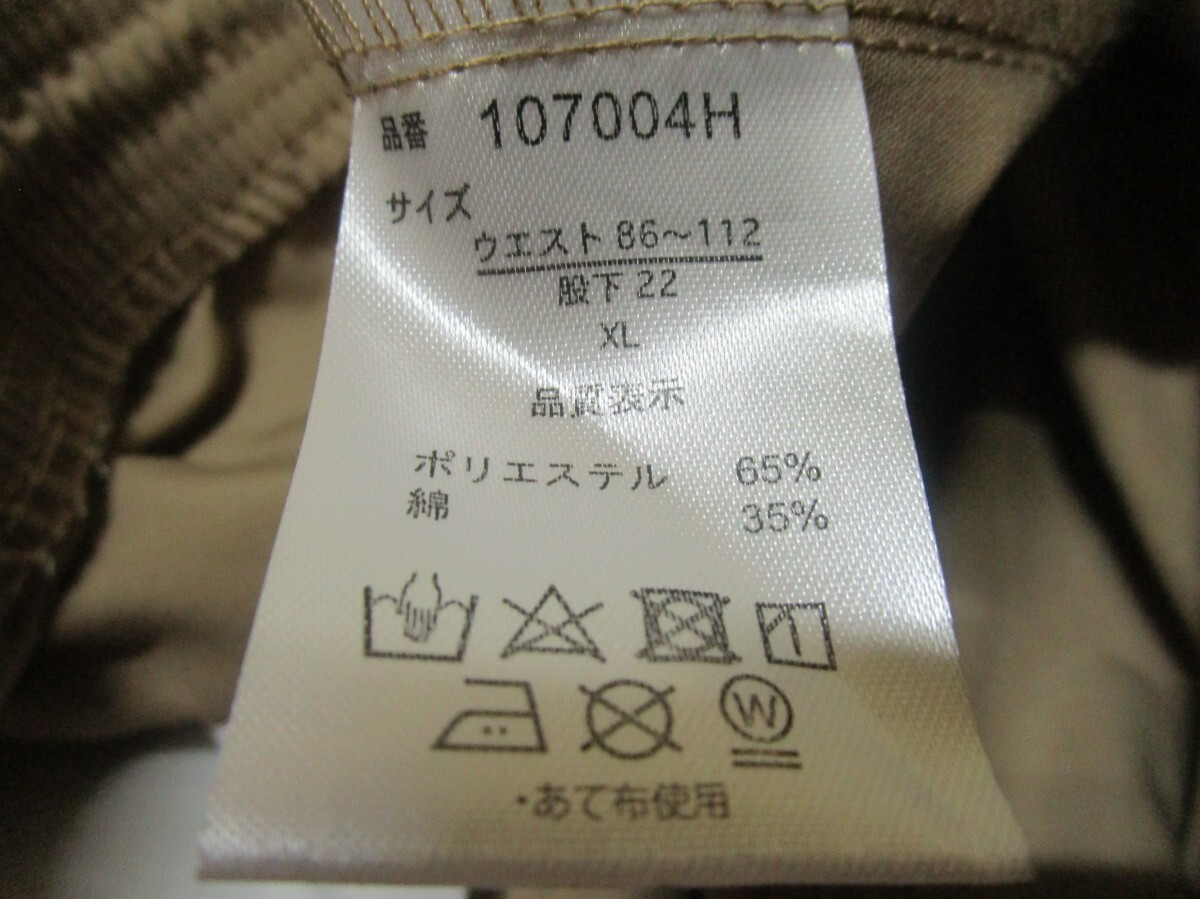 品番 107004H
サイズ
ウエスト 86〜112
股下 22
XL
品質表示
ポリエステル 65%
綿 35%
W
・あて布使用